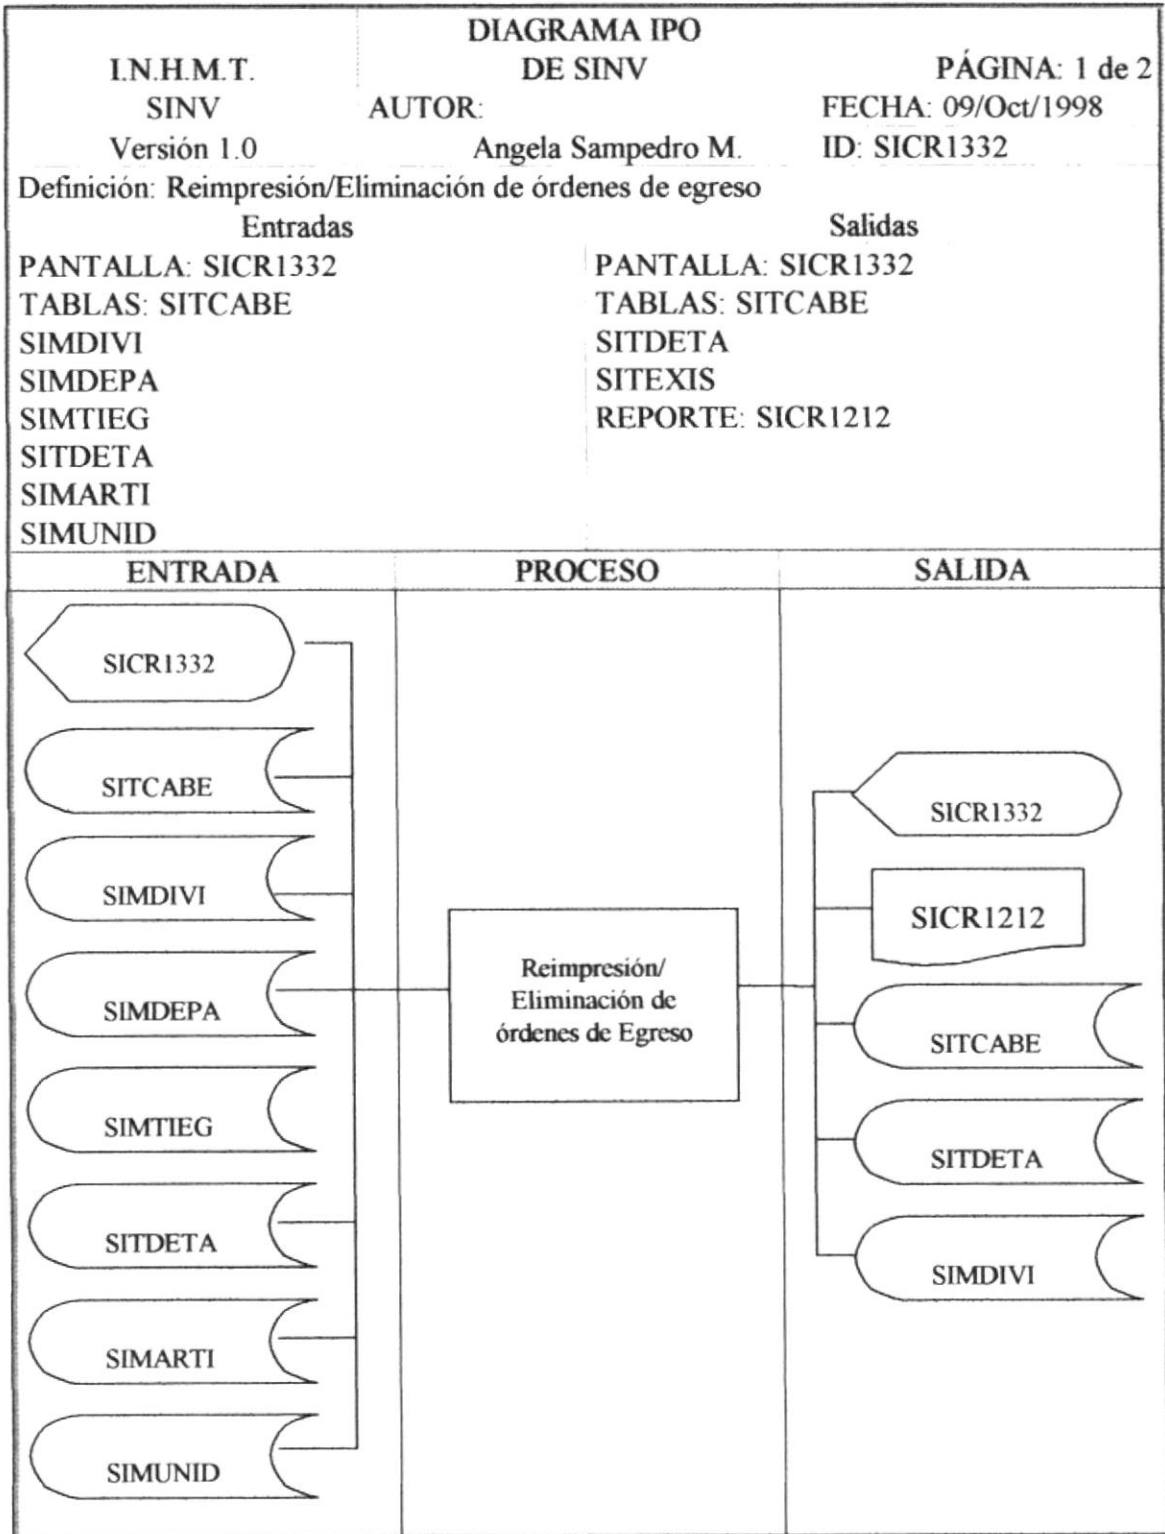 DIAGRAMA IPO
I.N.H.M.T. DE SINV PÁGINA: 1 de 2
SINV AUTOR: FECHA: 09/Oct/1998
Versión 1.0 Angela Sampedro M. ID: SICR1332
Definición: Reimpresión/Eliminación de órdenes de egreso
Entradas Salidas
PANTALLA: SICR1332 PANTALLA: SICR1332
TABLAS: SITCABE TABLAS: SITCABE
SIMDIVI SITDETA
SIMDEPA SITEXIS
SIMTIEG REPORTE: SICR1212
SITDETA
SIMARTI
SIMUNID
ENTRADA PROCESO SALIDA
SICR1332
SITCABE
SIMDIVI
SIMDEPA
SIMTIEG
SITDETA
SIMARTI
SIMUNID
Reimpresión/
Eliminación de
órdenes de Egreso
SICR1332
SICR1212
SITCABE
SITDETA
SIMDIVI